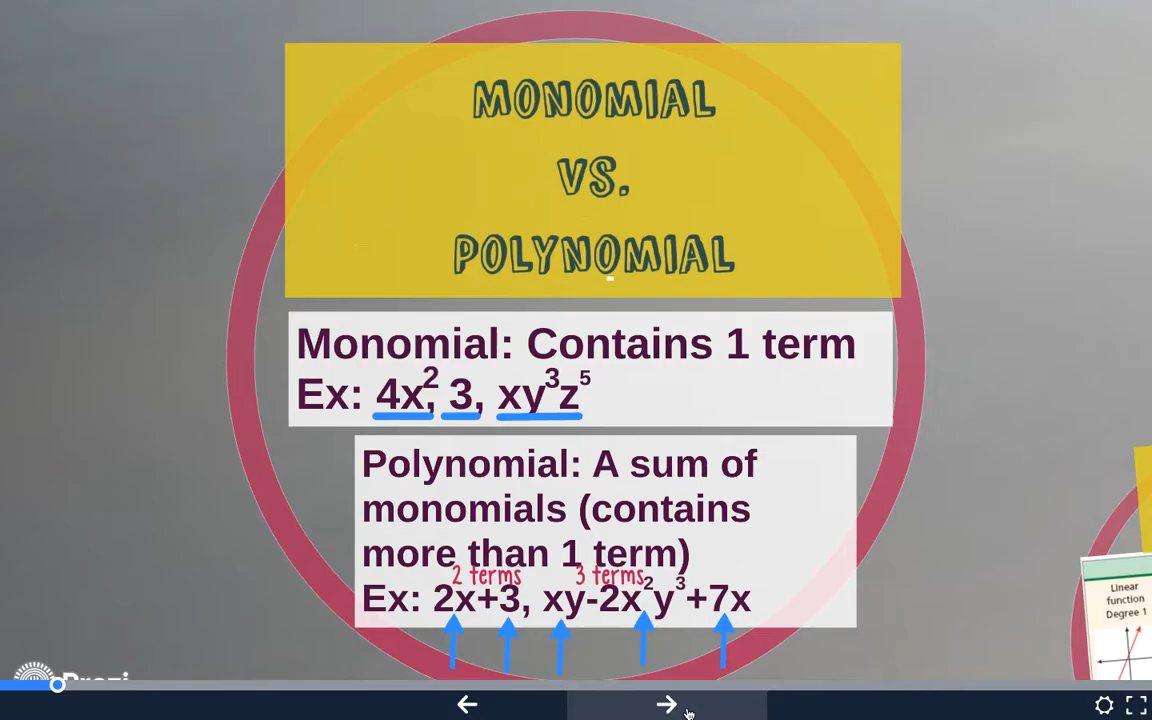 MONOMIAL
VS.
POLYNOMIAL
Monomial: Contains 1 term
Ex: 4x², 3, xy³z⁵
Polynomial: A sum of
monomials (contains
more than 1 term)
2 terms 3 terms
Ex: 2x+3, xy-2x²y³+7x
Linear
function
Degree 1
Prezi